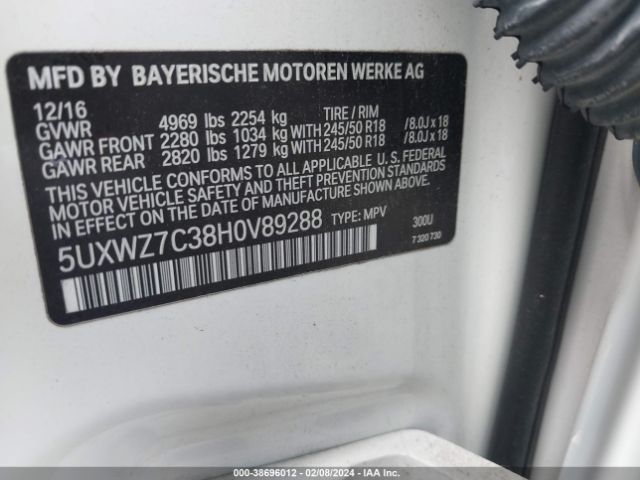 MFD BY BAYERISCHE MOTOREN WERKE AG
12/16 TIRE / RIM
GVWR 4969 lbs 2254 kg
GAWR FRONT 2280 lbs 1034 kg WITH 245/50 R18 /8.0J x 18
GAWR REAR 2820 lbs 1279 kg WITH 245/50 R18 /8.0J x 18
THIS VEHICLE CONFORMS TO ALL APPLICABLE U.S. FEDERAL
MOTOR VEHICLE SAFETY AND THEFT PREVENTION STANDARDS
IN EFFECT ON THE DATE OF MANUFACTURE SHOWN ABOVE.
5UXWZ7C38H0V89288 TYPE: MPV 300U
7 320 730
000-38696012 - 02/08/2024 - IAA Inc.